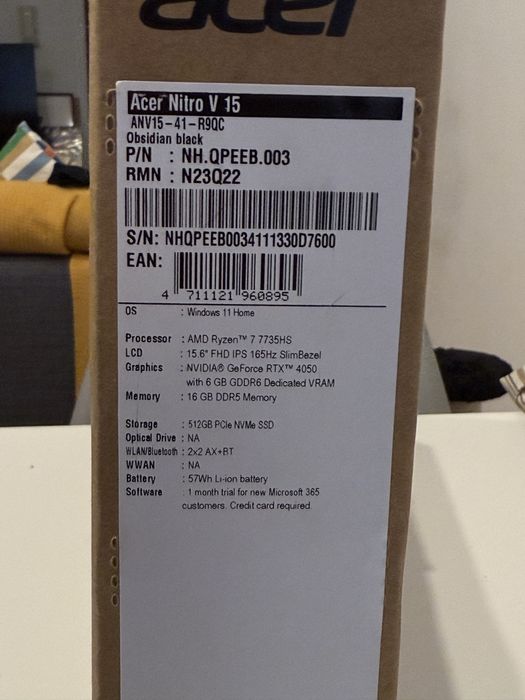 acer
Acer Nitro V 15
ANV15-41-R9QC
Obsidian black
P/N : NH.QPEEB.003
RMN : N23Q22
S/N: NHQPEEB0034111330D7600
EAN:
4 711121 960895
OS : Windows 11 Home
Processor : AMD Ryzen™ 7 7735HS
LCD : 15.6" FHD IPS 165Hz SlimBezel
Graphics : NVIDIA® GeForce RTX™ 4050
with 6 GB GDDR6 Dedicated VRAM
Memory : 16 GB DDR5 Memory
Storage : 512GB PCIe NVMe SSD
Optical Drive : NA
WLAN/Bluetooth : 2x2 AX+BT
WWAN : NA
Battery : 57Wh Li-ion battery
Software : 1 month trial for new Microsoft 365
customers. Credit card required.